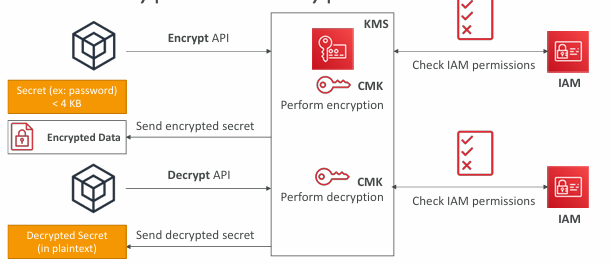 KMS
Encrypt API
Check IAM permissions
IAM
Secret (ex: password)
< 4 KB
CMK
Perform encryption
Encrypted Data
Send encrypted secret
Decrypt API
CMK
Perform decryption
Check IAM permissions
IAM
Decrypted Secret
(in plaintext)
Send decrypted secret